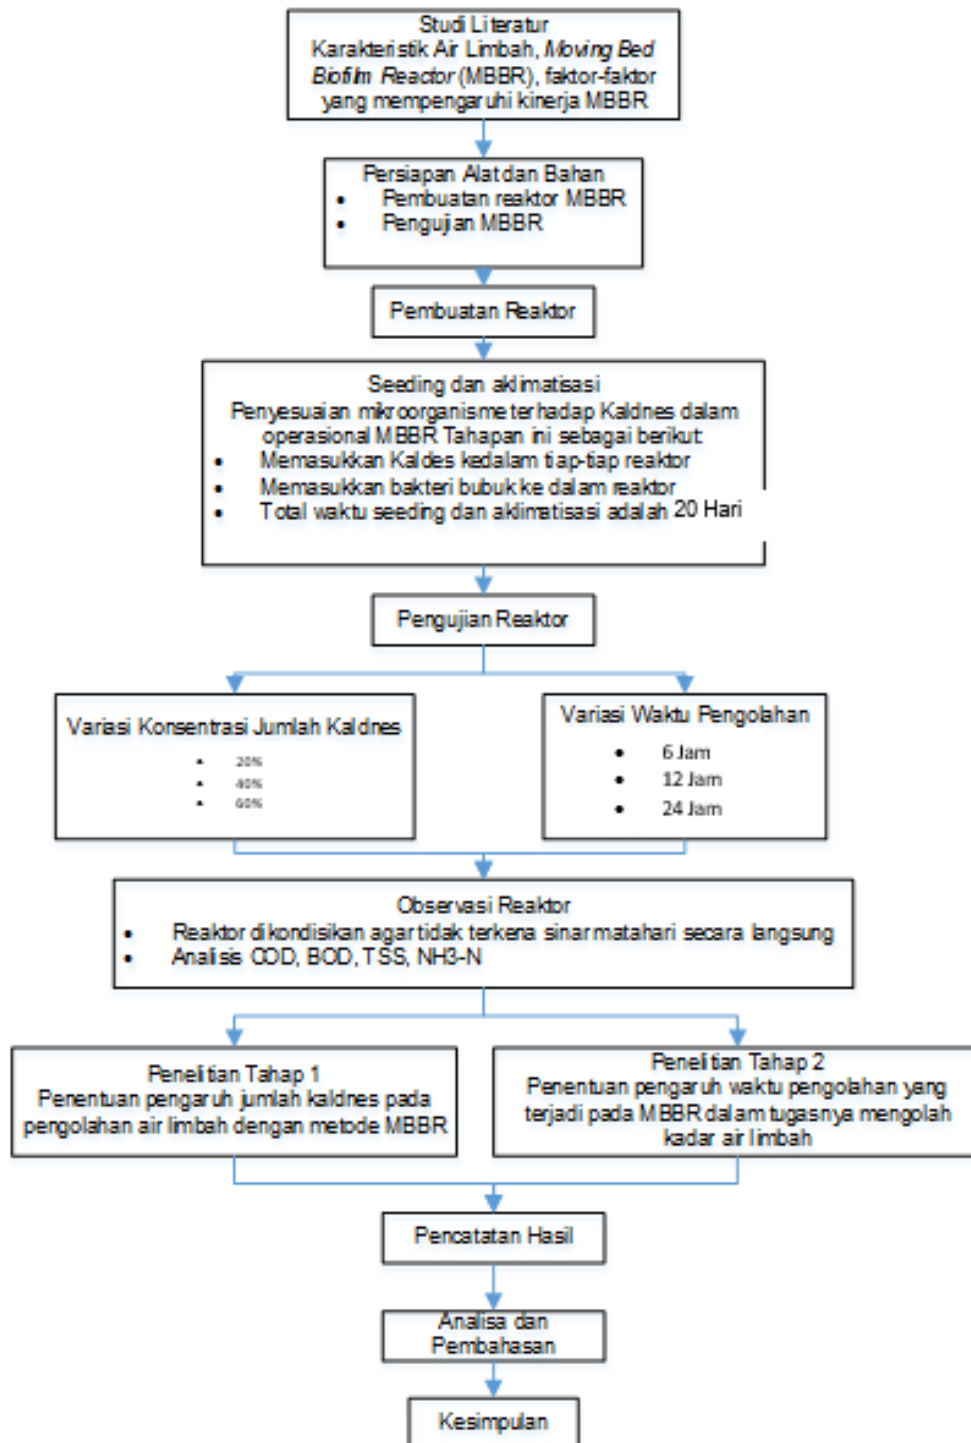 Studi Literatur
Karakteristik Air Limbah, Moving Bed
Biofilm Reactor (MBBR), faktor-faktor
yang mempengaruhi kinerja MBBR
Persiapan Alat dan Bahan
• Pembuatan reaktor MBBR
• Pengujian MBBR
Pembuatan Reaktor
Seeding dan aklimatisasi
Penyesuaian mikroorganisme terhadap Kaldnes dalam
operasional MBBR Tahapan ini sebagai berikut:
• Memasukkan Kaldes kedalam tiap-tiap reaktor
• Memasukkan bakteri bubuk ke dalam reaktor
• Total waktu seeding dan aklimatisasi adalah 20 Hari
Pengujian Reaktor
Variasi Konsentrasi Jumlah Kaldnes
• 20%
• 40%
• 60%
Variasi Waktu Pengolahan
• 6 Jam
• 12 Jam
• 24 Jam
Observasi Reaktor
• Reaktor dikondisikan agar tidak terkena sinar matahari secara langsung
• Analisis COD, BOD, TSS, NH3-N
Penelitian Tahap 1
Penentuan pengaruh jumlah kaldnes pada
pengolahan air limbah dengan metode MBBR
Penelitian Tahap 2
Penentuan pengaruh waktu pengolahan yang
terjadi pada MBBR dalam tugasnya mengolah
kadar air limbah
Pencatatan Hasil
Analisa dan
Pembahasan
Kesimpulan